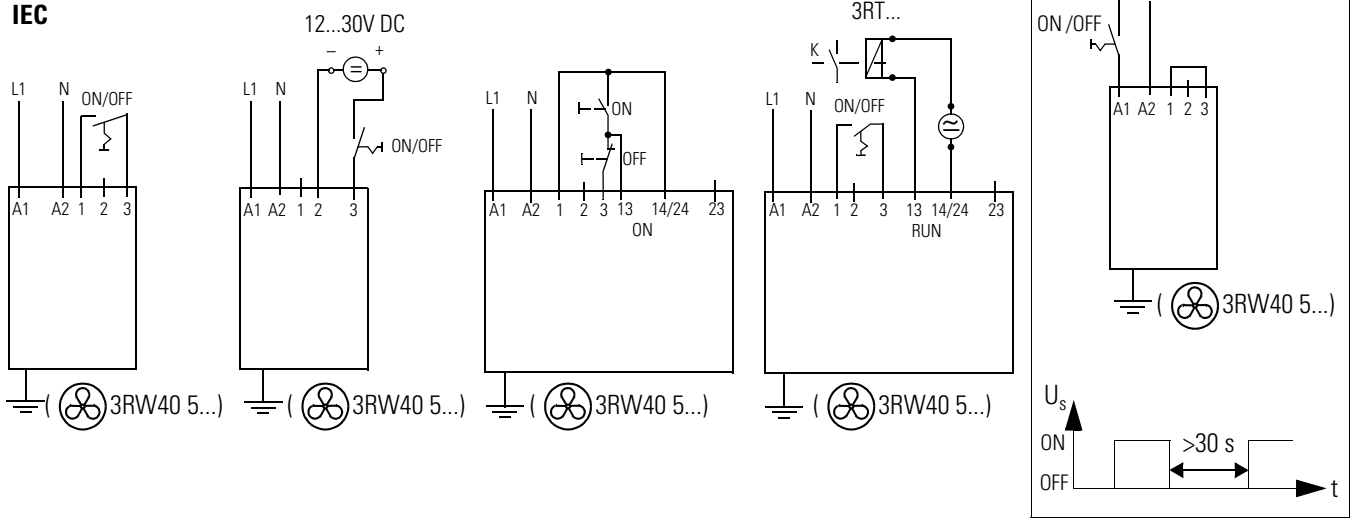 IEC
12...30V DC
– +
=
L1 N ON/OFF
A1 A2 1 2 3
( 3RW40 5...)
L1 N
ON/OFF
A1 A2 1 2 3
( 3RW40 5...)
L1 N
ON
OFF
A1 A2 1 2 3 13 14/24 23
ON
( 3RW40 5...)
3RT...
K
L1 N ON/OFF
A1 A2 1 2 3 13 14/24 23
RUN
( 3RW40 5...)
ON /OFF
A1 A2 1 2 3
( 3RW40 5...)
Us
ON
>30 s
OFF
t